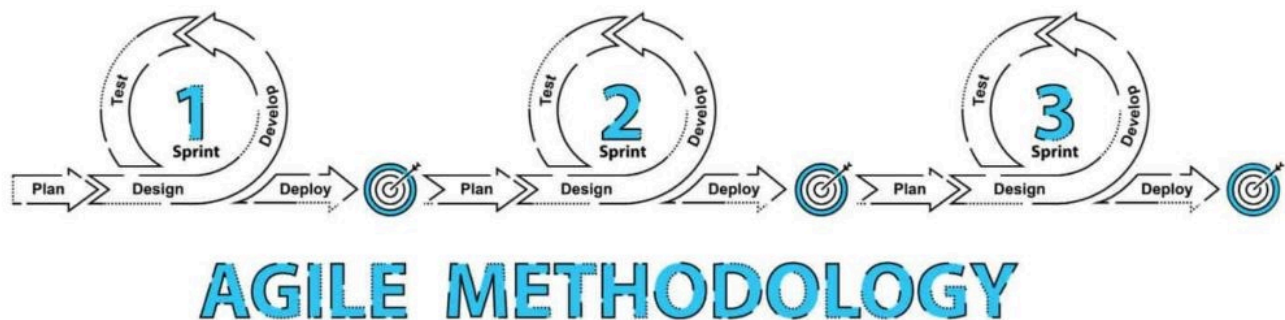 Test
1
Develop
Sprint
Plan
Design
Deploy
Test
2
Develop
Sprint
Plan
Design
Deploy
Test
3
Develop
Sprint
Plan
Design
Deploy
AGILE METHODOLOGY